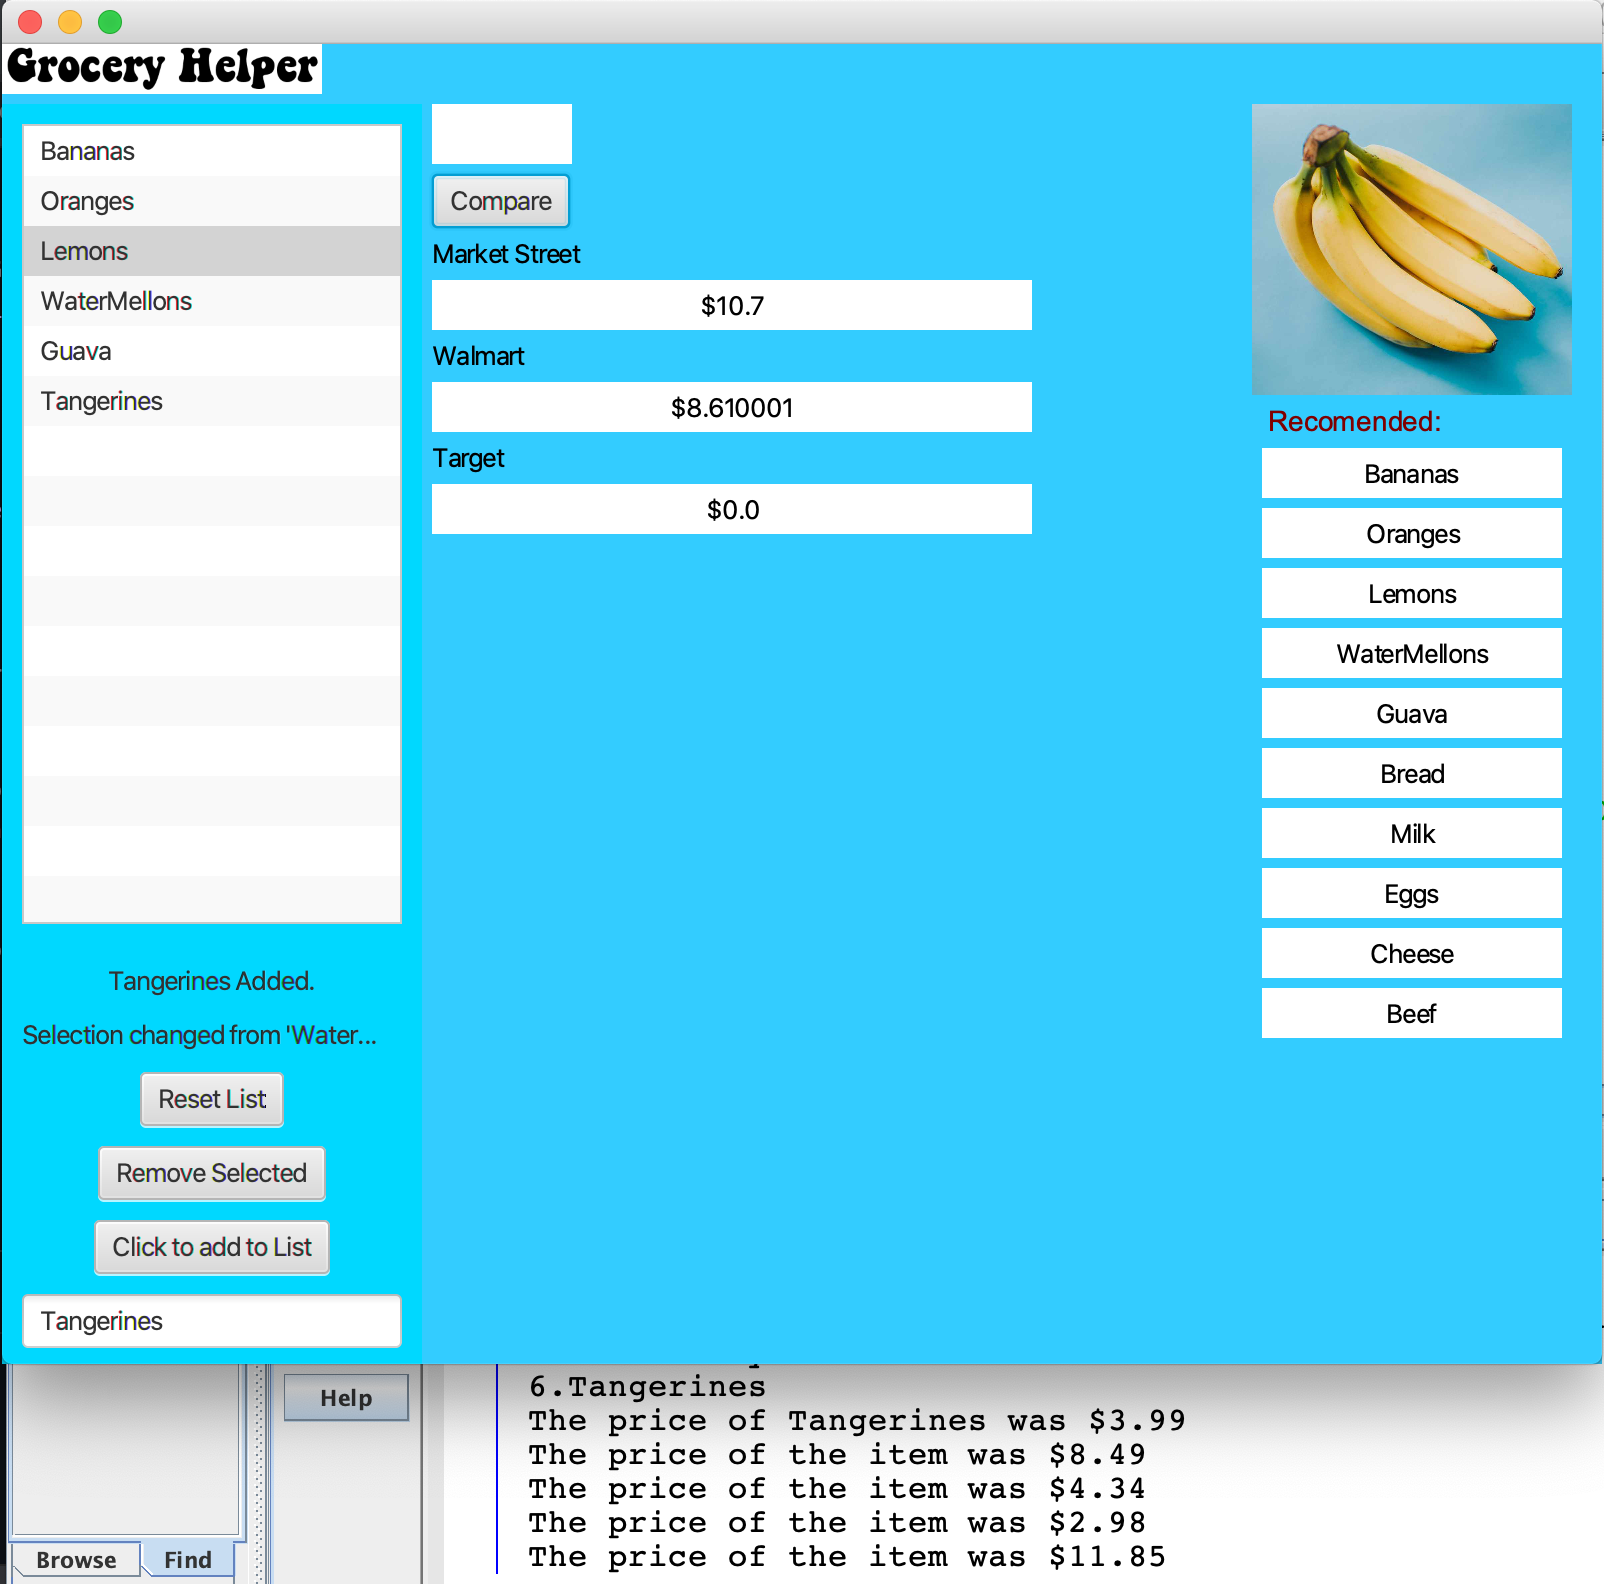 Grocery Helper
Bananas
Oranges
Lemons
WaterMellons
Guava
Tangerines
Tangerines Added.
Selection changed from 'Water...
Reset List
Remove Selected
Click to add to List
Tangerines
Compare
Market Street
$10.7
Walmart
$8.610001
Target
$0.0
Recomended:
Bananas
Oranges
Lemons
WaterMellons
Guava
Bread
Milk
Eggs
Cheese
Beef
Help
Browse
Find
6.Tangerines
The price of Tangerines was $3.99
The price of the item was $8.49
The price of the item was $4.34
The price of the item was $2.98
The price of the item was $11.85